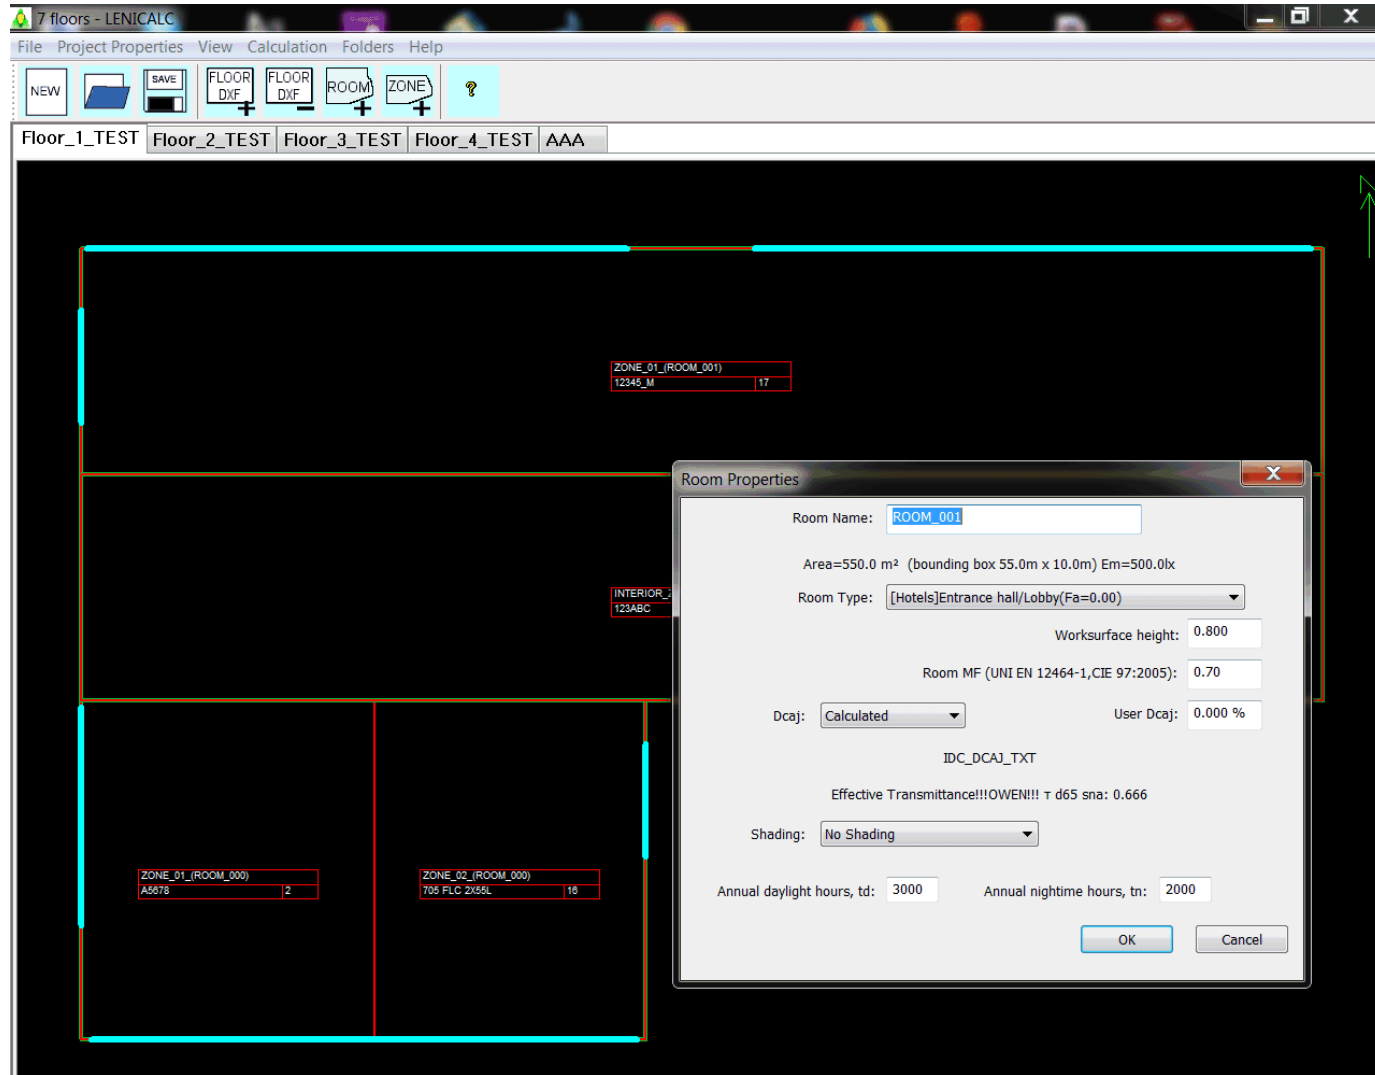 7 floors - LENICALC
File Project Properties View Calculation Folders Help
NEW
SAVE
FLOOR DXF
FLOOR DXF
ROOM
ZONE
?
Floor_1_TEST Floor_2_TEST Floor_3_TEST Floor_4_TEST AAA
ZONE_01_(ROOM_001)
12345_M 17
Room Properties
Room Name: ROOM_001
Area=550.0 m² (bounding box 55.0m x 10.0m) Em=500.0lx
Room Type: [Hotels]Entrance hall/Lobby(Fa=0.00)
Worksurface height: 0.800
Room MF (UNI EN 12464-1,CIE 97:2005): 0.70
Dcaj: Calculated User Dcaj: 0.000 %
IDC_DCAJ_TXT
Effective Transmittance!!!OWEN!!! τ d65 sna: 0.666
Shading: No Shading
Annual daylight hours, td: 3000 Annual nightime hours, tn: 2000
OK Cancel
INTERIOR_
123ABC
ZONE_01_(ROOM_000)
A5678 2
ZONE_02_(ROOM_000)
705 FLC 2X55L 16